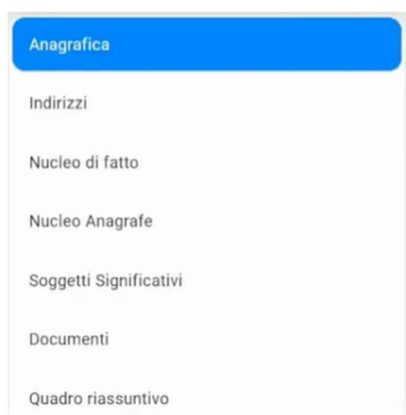 Anagrafica
Indirizzi
Nucleo di fatto
Nucleo Anagrafe
Soggetti Significativi
Documenti
Quadro riassuntivo